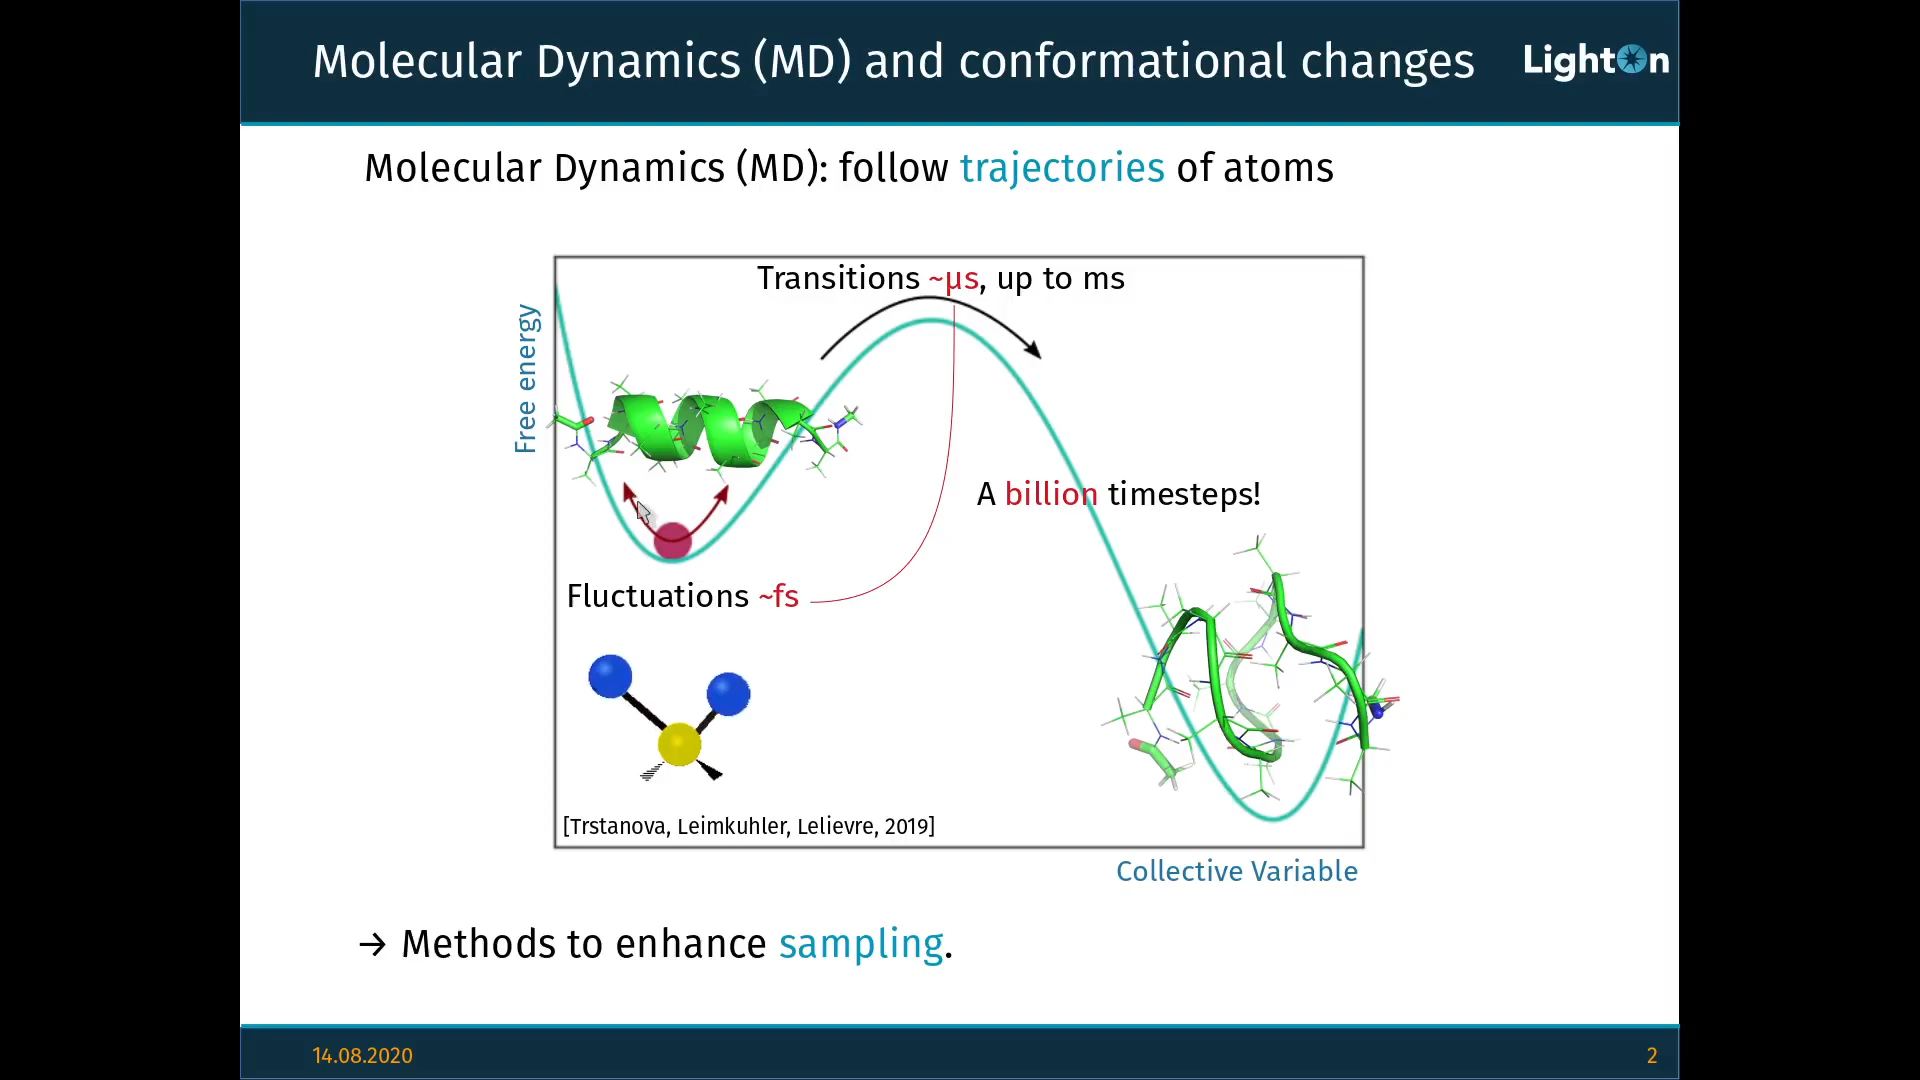 Molecular Dynamics (MD) and conformational changes
LightOn
Molecular Dynamics (MD): follow trajectories of atoms
Transitions ~µs, up to ms
Free energy
A billion timesteps!
Fluctuations ~fs
[Trstanova, Leimkuhler, Lelievre, 2019]
Collective Variable
→ Methods to enhance sampling.
14.08.2020
2